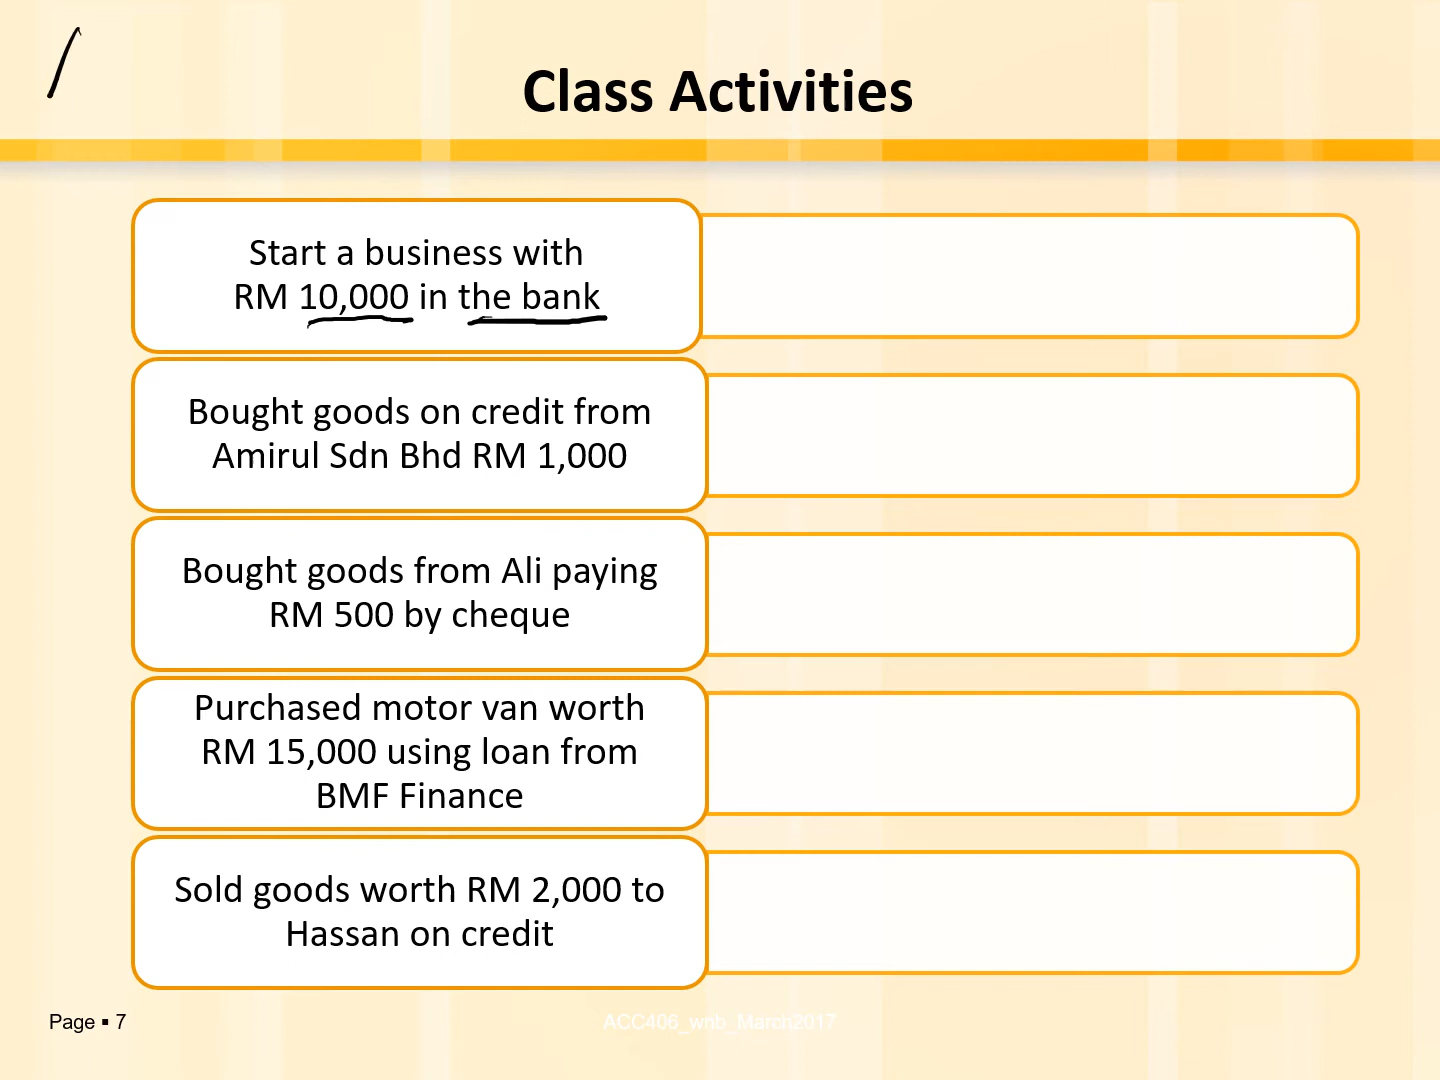 Class Activities
Start a business with
RM 10,000 in the bank
Bought goods on credit from
Amirul Sdn Bhd RM 1,000
Bought goods from Ali paying
RM 500 by cheque
Purchased motor van worth
RM 15,000 using loan from
BMF Finance
Sold goods worth RM 2,000 to
Hassan on credit
Page ▪ 7
ACC406_wnb_March2017